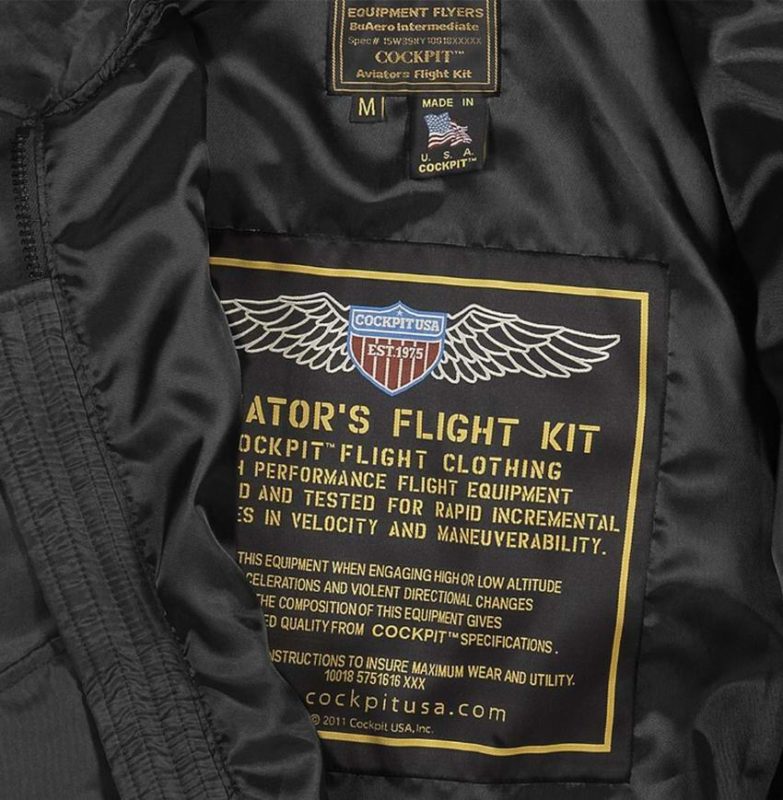 EQUIPMENT FLYERS
BuAero Intermediate
Spec# 15W39NY10018XXXXX
COCKPIT™
Aviators Flight Kit
M
MADE IN
U. S. A.
COCKPIT™
COCKPIT USA
EST. 1975
ATOR'S FLIGHT KIT
OCKPIT™ FLIGHT CLOTHING
H PERFORMANCE FLIGHT EQUIPMENT
D AND TESTED FOR RAPID INCREMENTAL
ES IN VELOCITY AND MANEUVERABILITY.
THIS EQUIPMENT WHEN ENGAGING HIGH OR LOW ALTITUDE
CELERATIONS AND VIOLENT DIRECTIONAL CHANGES
THE COMPOSITION OF THIS EQUIPMENT GIVES
ED QUALITY FROM COCKPIT™ SPECIFICATIONS.
NSTRUCTIONS TO INSURE MAXIMUM WEAR AND UTILITY.
10018 5751616 XXX
cockpitusa.com
© 2011 Cockpit USA, Inc.